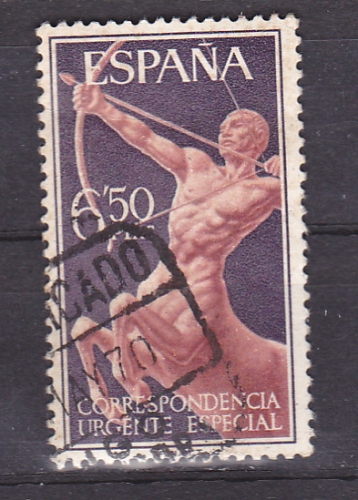 ESPAÑA
6'50
CORRESPONDENCIA
URGENTE ESPECIAL